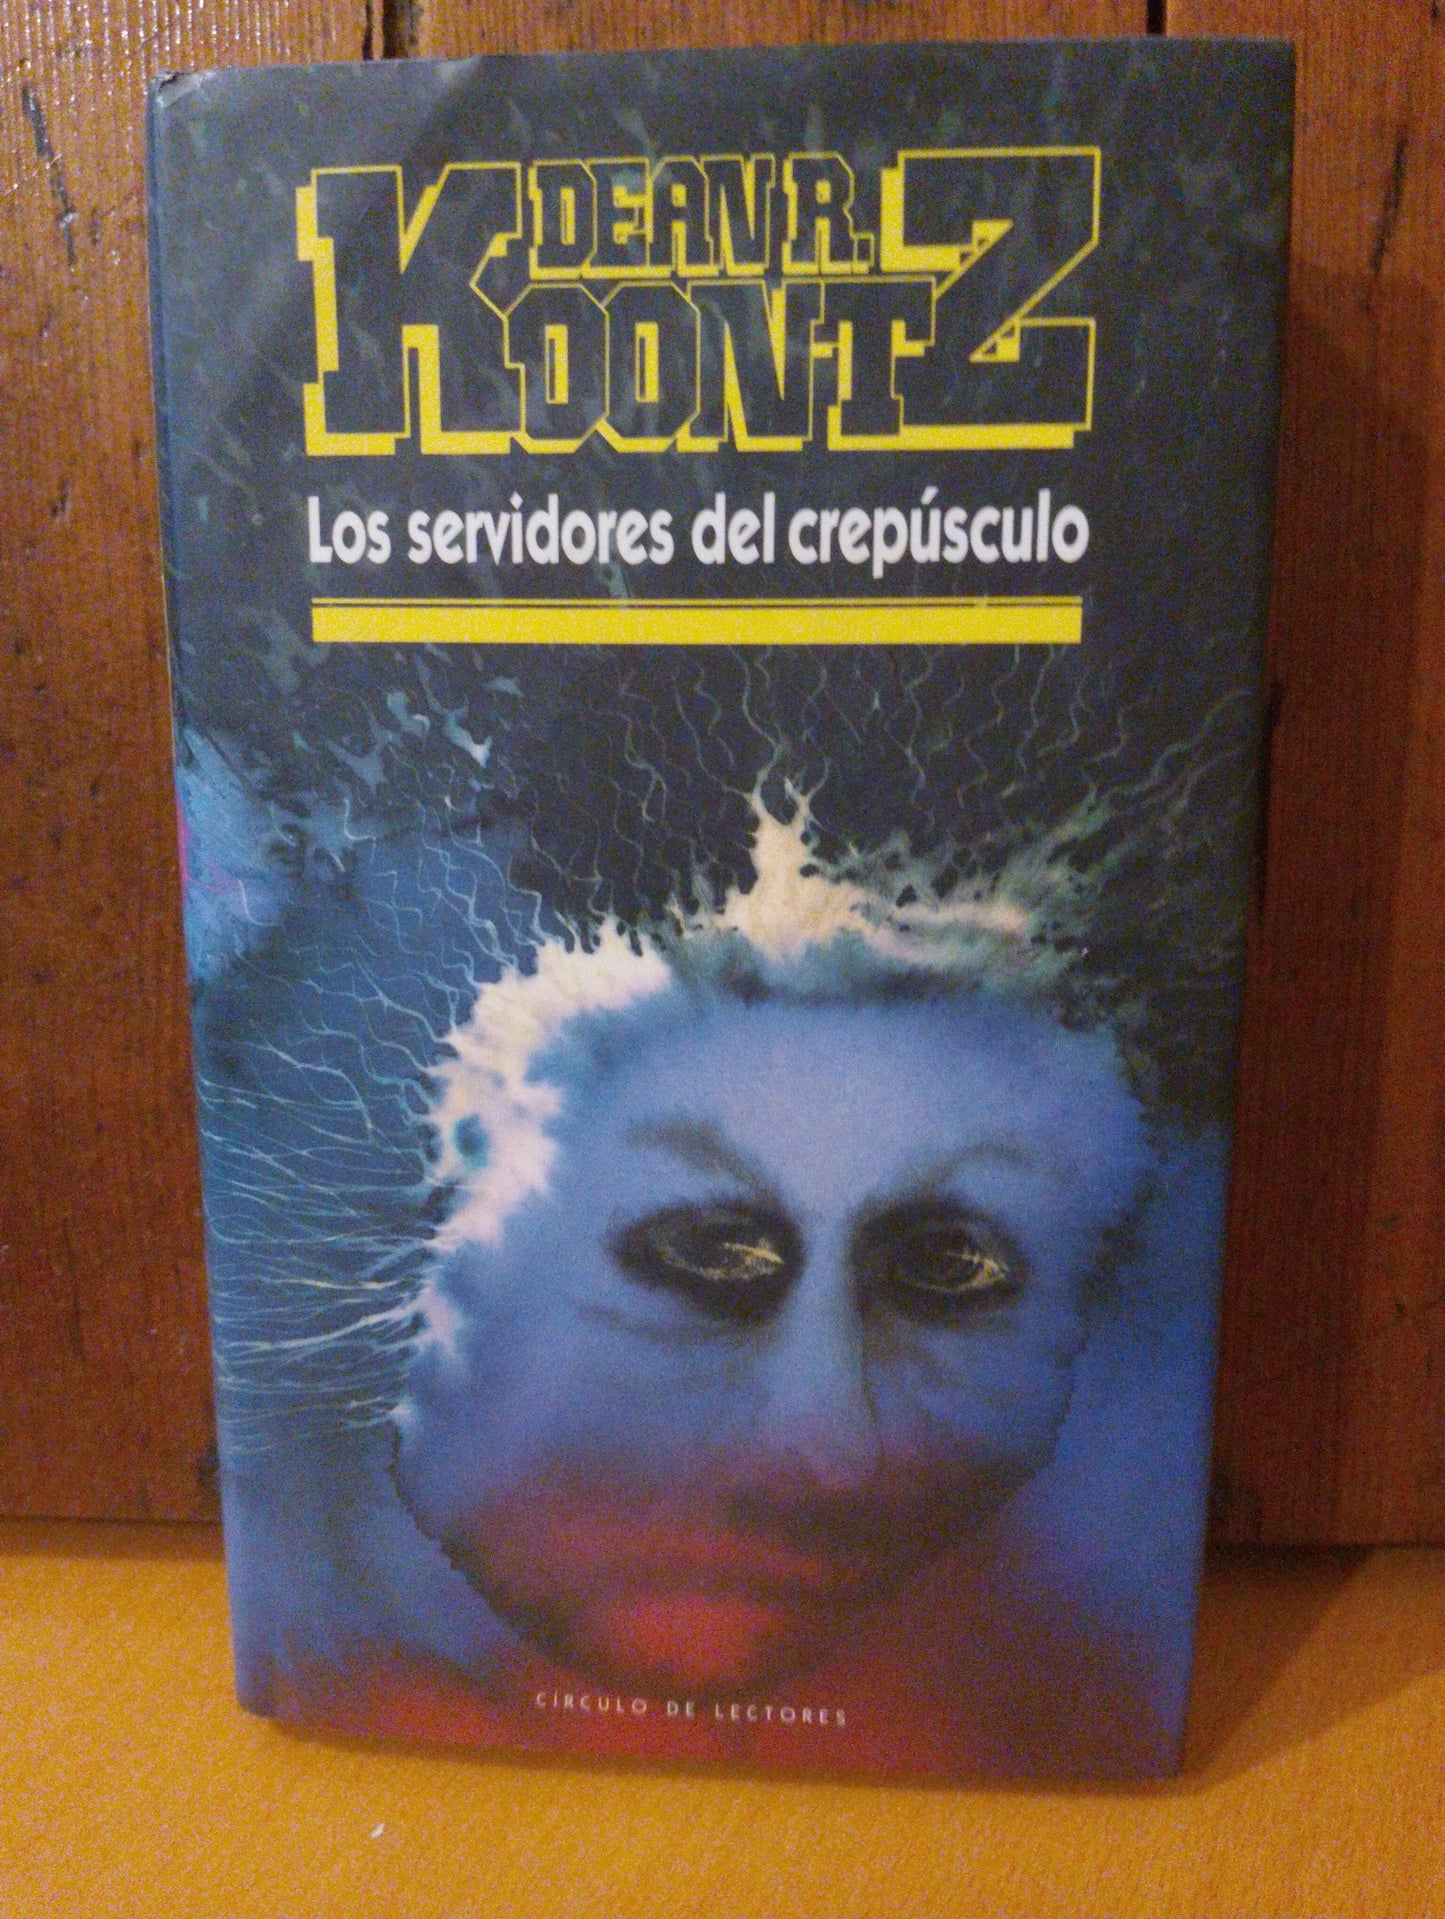 DEAN R.
KOONTZ
Los servidores del crepúsculo
CÍRCULO DE LECTORES